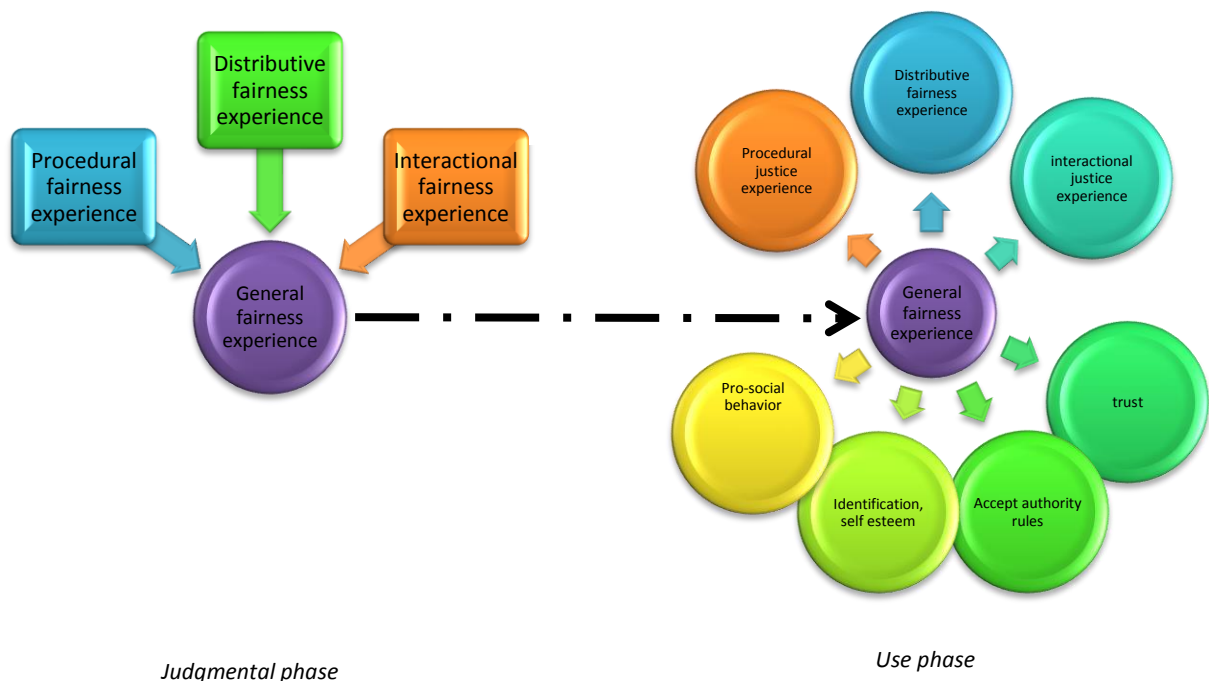 Distributive
fairness
experience
Procedural
fairness
experience
Interactional
fairness
experience
General
fairness
experience
Judgmental phase
Distributive
fairness
experience
Procedural
justice
experience
interactional
justice
experience
General
fairness
experience
Pro-social
behavior
trust
Identification,
self esteem
Accept authority
rules
Use phase